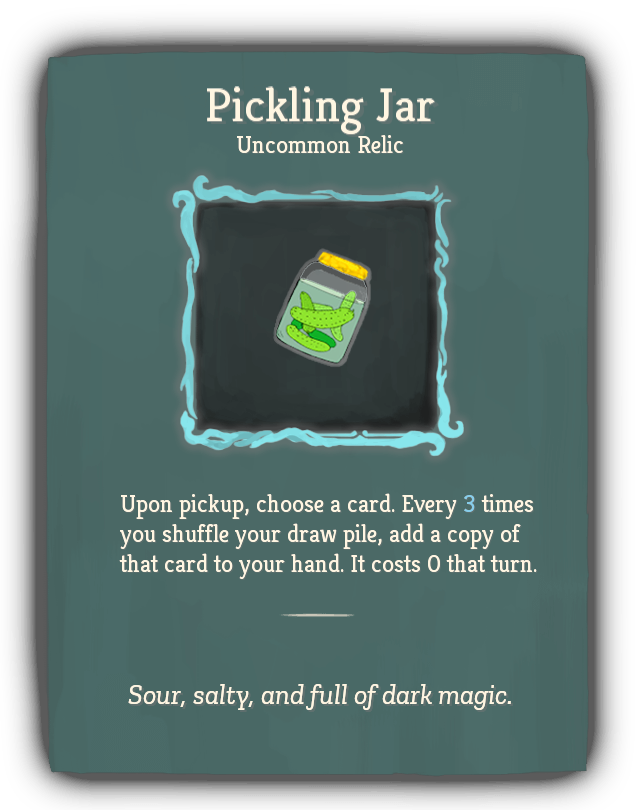 Pickling Jar
Uncommon Relic
Upon pickup, choose a card. Every 3 times
you shuffle your draw pile, add a copy of
that card to your hand. It costs 0 that turn.
Sour, salty, and full of dark magic.